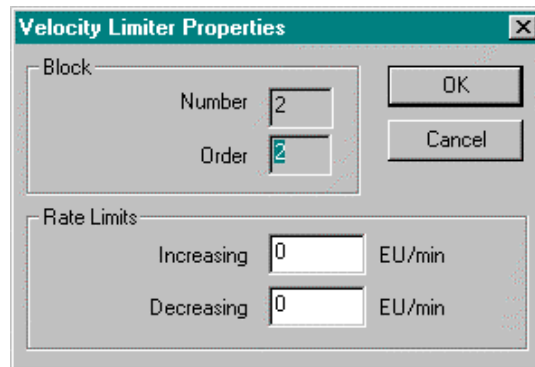 Velocity Limiter Properties
Block
Number 2
Order 2
OK
Cancel
Rate Limits
Increasing 0 EU/min
Decreasing 0 EU/min